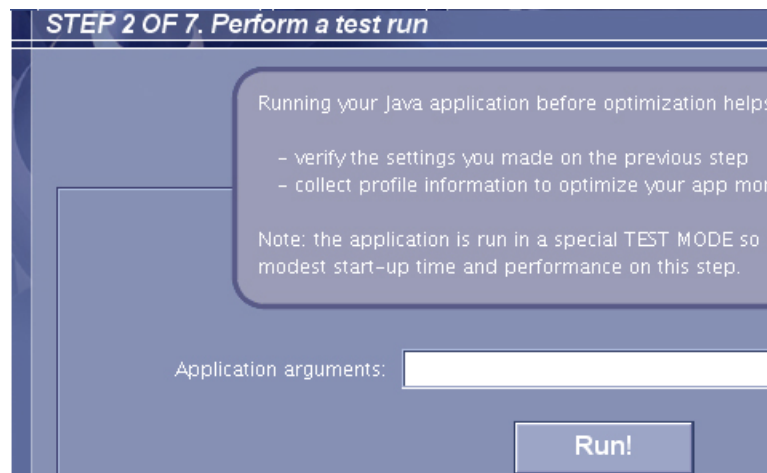 STEP 2 OF 7. Perform a test run
Running your Java application before optimization helps
– verify the settings you made on the previous step
– collect profile information to optimize your app mor
Note: the application is run in a special TEST MODE so
modest start–up time and performance on this step.
Application arguments:
Run!